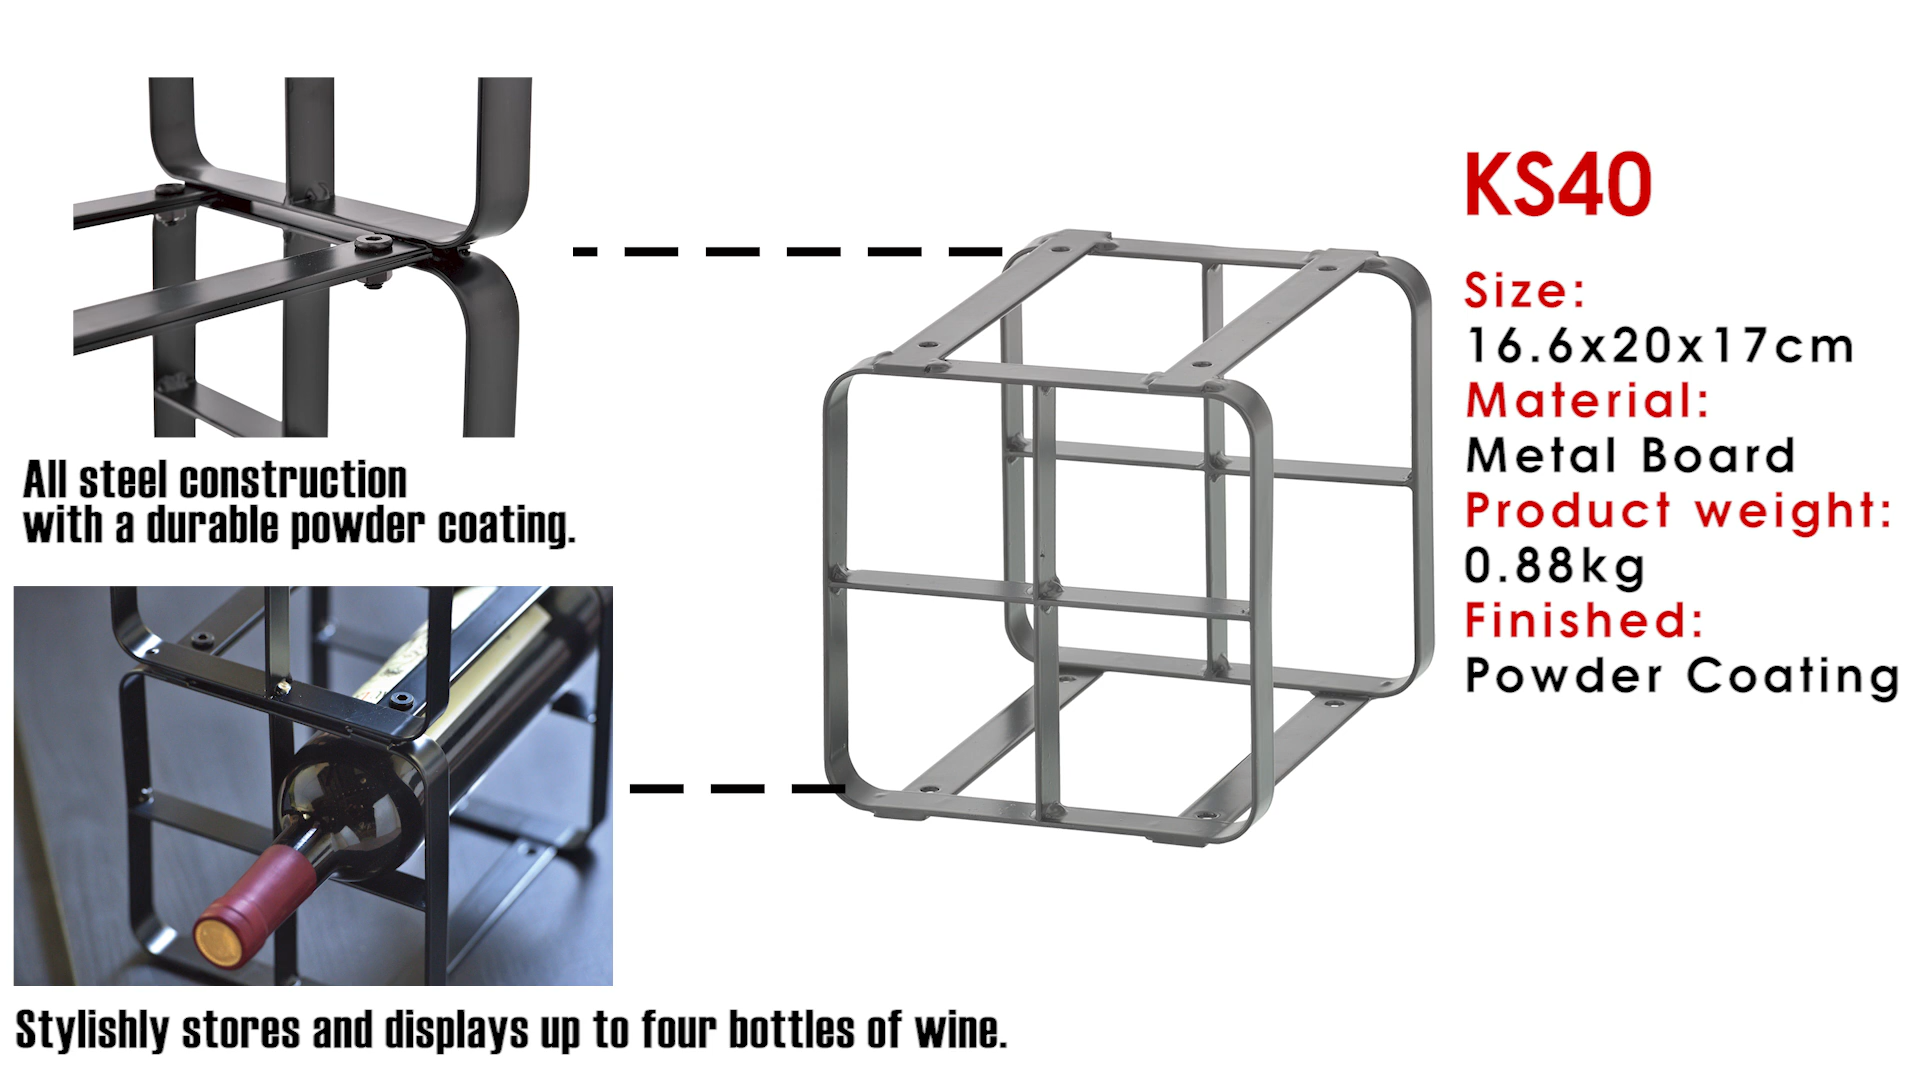 All steel construction
with a durable powder coating.
Stylishly stores and displays up to four bottles of wine.
KS40
Size:
16.6x20x17cm
Material:
Metal Board
Product weight:
0.88kg
Finished:
Powder Coating